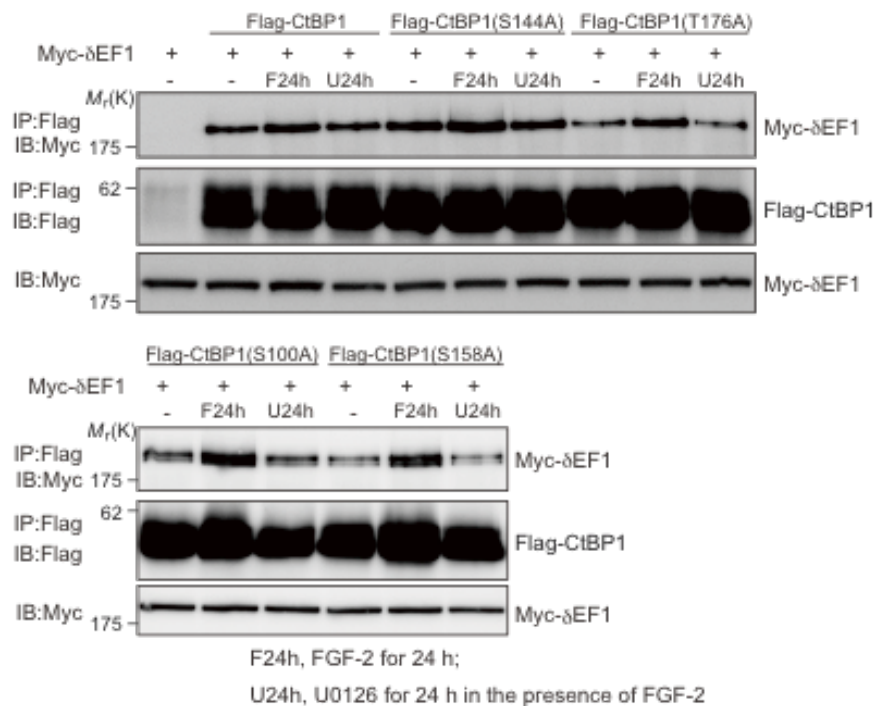 Flag-CtBP1 Flag-CtBP1(S144A) Flag-CtBP1(T176A)
Myc-δEF1 + + + + + + + + + +
- - F24h U24h - F24h U24h - F24h U24h
Mr(K)
IP:Flag
IB:Myc 175 Myc-δEF1
IP:Flag 62
IB:Flag Flag-CtBP1
IB:Myc 175 Myc-δEF1
Flag-CtBP1(S100A) Flag-CtBP1(S158A)
Myc-δEF1 + + + + + +
- F24h U24h - F24h U24h
Mr(K)
IP:Flag
IB:Myc 175 Myc-δEF1
IP:Flag 62
IB:Flag Flag-CtBP1
IB:Myc 175 Myc-δEF1
F24h, FGF-2 for 24 h;
U24h, U0126 for 24 h in the presence of FGF-2